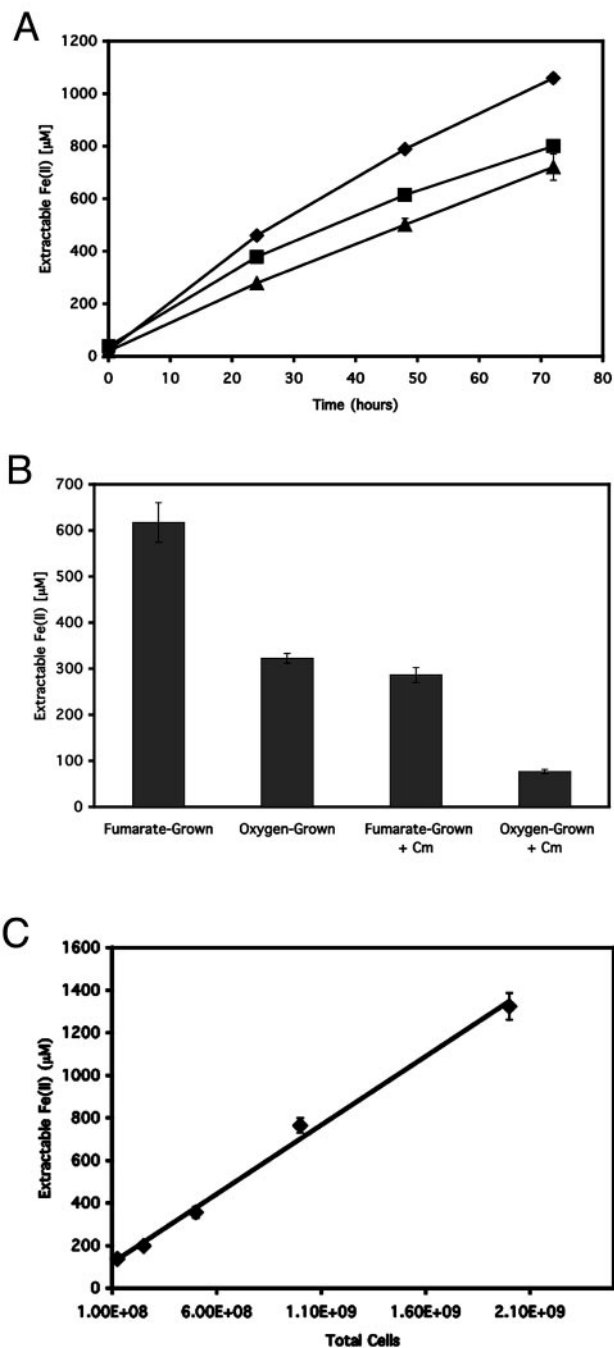 A
1200
1000
800
600
400
200
0
Extractable Fe(II) [µM]
0 10 20 30 40 50 60 70 80
Time (hours)
B
700
600
500
400
300
200
100
0
Extractable Fe(II) [µM]
Fumarate-Grown Oxygen-Grown Fumarate-Grown Oxygen-Grown
+ Cm + Cm
C
1600
1400
1200
1000
800
600
400
200
0
Extractable Fe(II) (µM)
1.00E+08 6.00E+08 1.10E+09 1.60E+09 2.10E+09
Total Cells